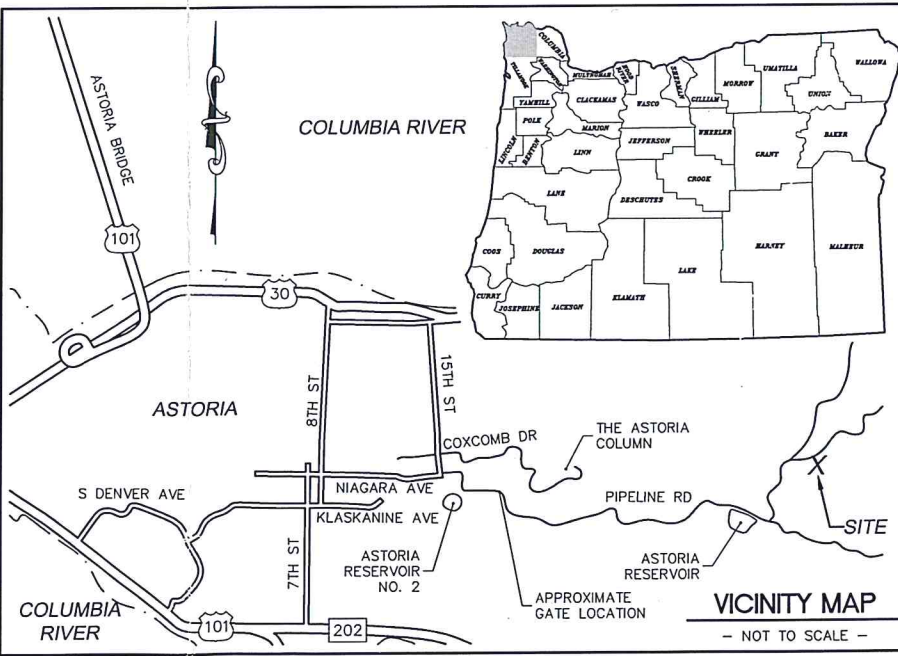 ASTORIA BRIDGE
101
COLUMBIA RIVER
30
ASTORIA
8TH ST
15TH ST
COXCOMB DR
THE ASTORIA
COLUMN
S DENVER AVE
NIAGARA AVE
KLASKANINE AVE
PIPELINE RD
7TH ST
ASTORIA
RESERVOIR
NO. 2
APPROXIMATE
GATE LOCATION
ASTORIA
RESERVOIR
X
SITE
COLUMBIA
RIVER
101
202
VICINITY MAP
– NOT TO SCALE –
COLUMBIA
TILLAMOOK
WASHINGTON
MULTNOMAH
HOOD
RIVER
SHERMAN
GILLIAM
MORROW
UMATILLA
UNION
WALLOWA
YAMHILL
CLACKAMAS
WASCO
POLK
MARION
JEFFERSON
WHEELER
GRANT
BAKER
LINCOLN
BENTON
LINN
CROOK
LANE
DESCHUTES
COOS
DOUGLAS
HARNEY
MALHEUR
LAKE
KLAMATH
CURRY
JOSEPHINE
JACKSON